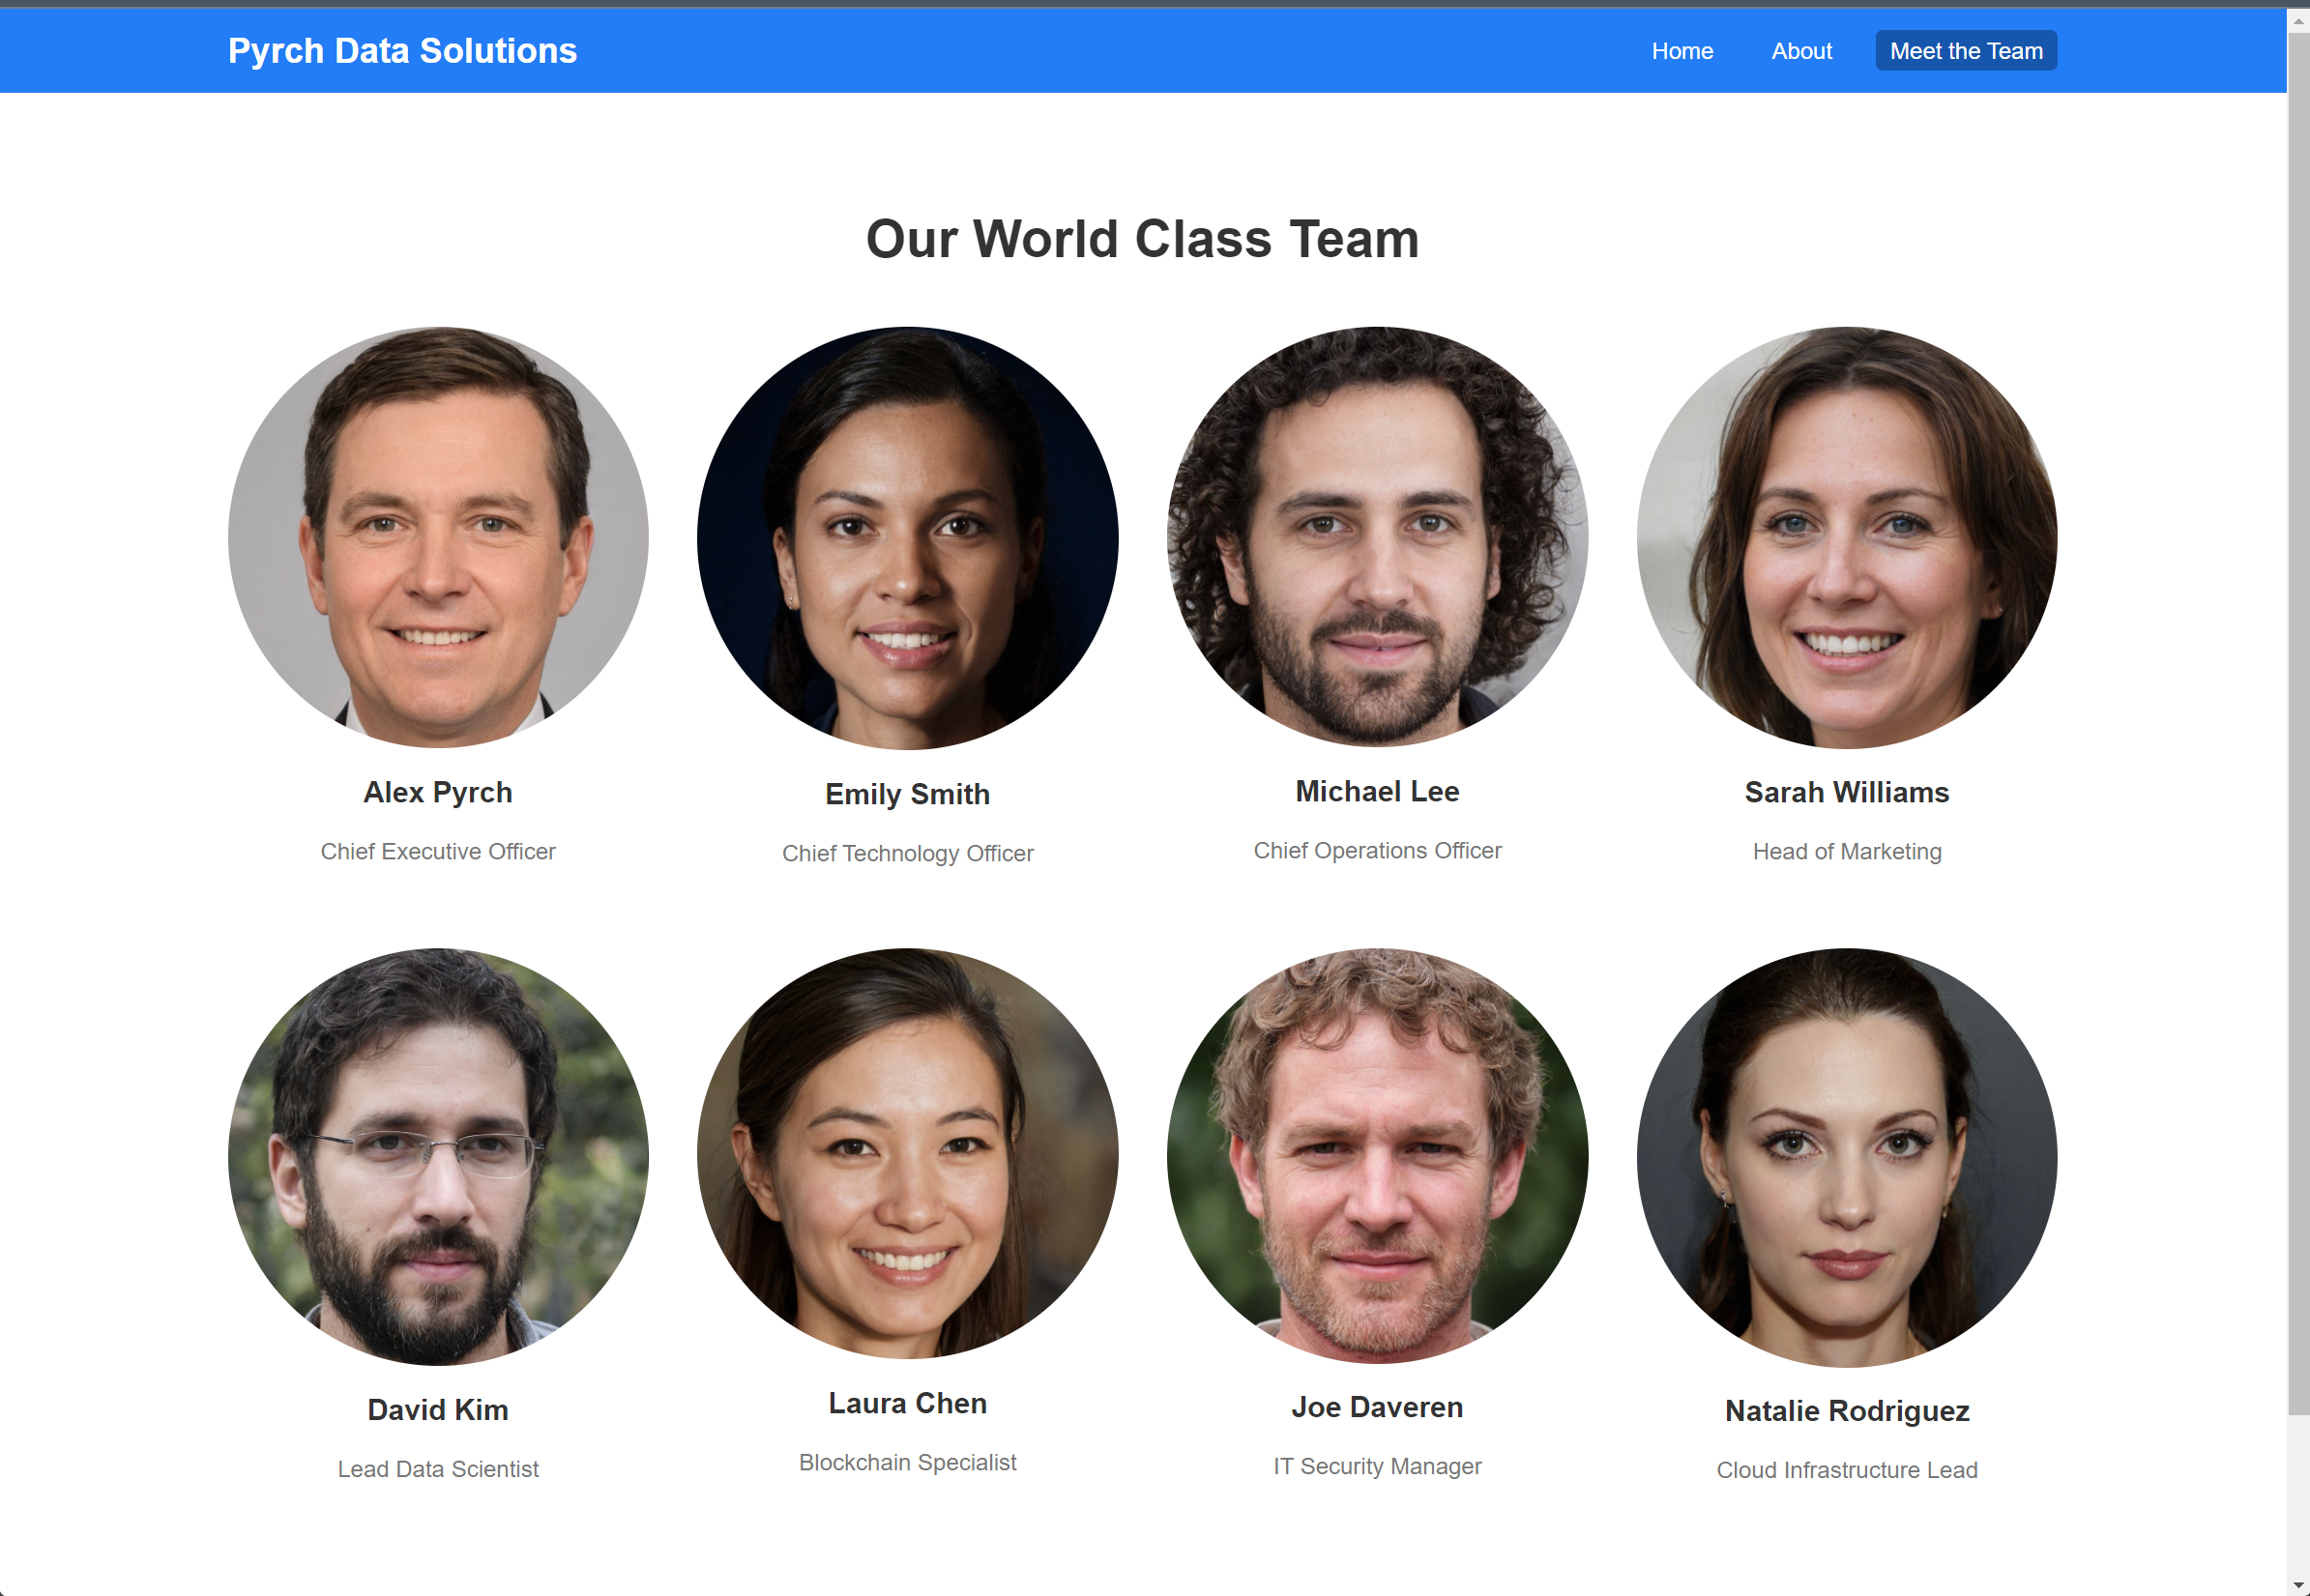 Pyrch Data Solutions
Home About Meet the Team
Our World Class Team
Alex Pyrch
Chief Executive Officer
Emily Smith
Chief Technology Officer
Michael Lee
Chief Operations Officer
Sarah Williams
Head of Marketing
David Kim
Lead Data Scientist
Laura Chen
Blockchain Specialist
Joe Daveren
IT Security Manager
Natalie Rodriguez
Cloud Infrastructure Lead